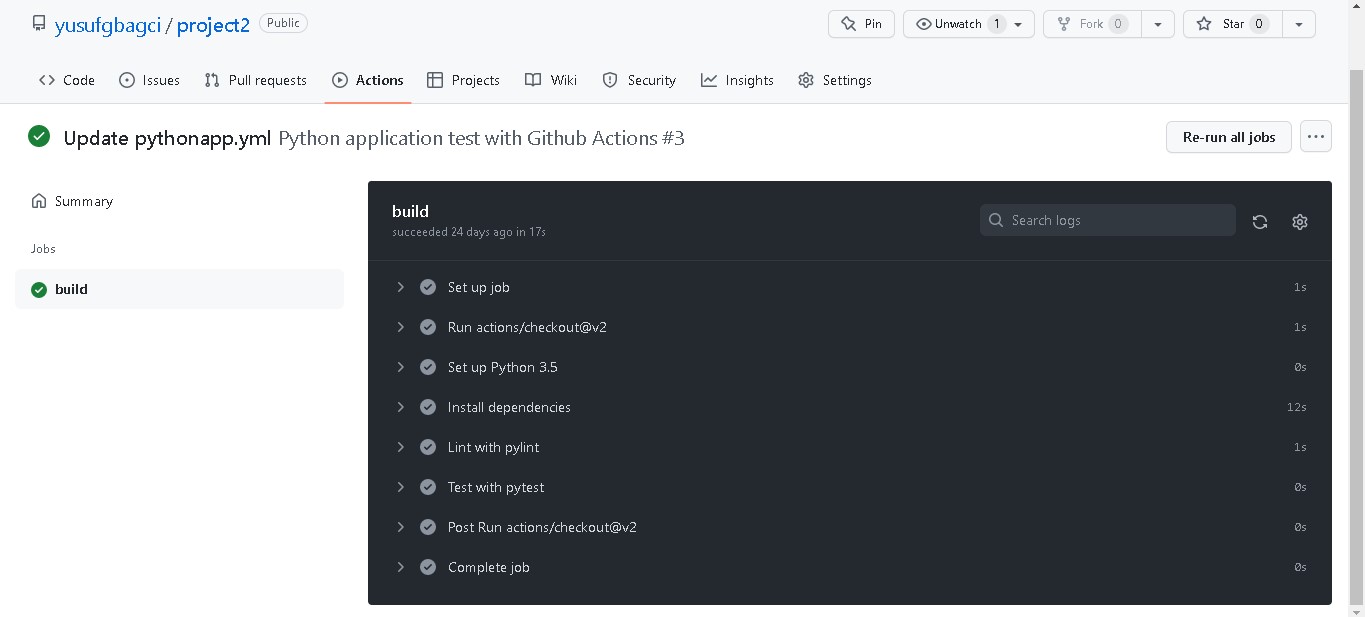 yusufgbagci / project2 Public Pin Unwatch 1 Fork 0 Star 0
Code Issues Pull requests Actions Projects Wiki Security Insights Settings
Update pythonapp.yml Python application test with Github Actions #3 Re-run all jobs
Summary
Jobs
build
build
succeeded 24 days ago in 17s
Search logs
Set up job 1s
Run actions/checkout@v2 1s
Set up Python 3.5 0s
Install dependencies 12s
Lint with pylint 1s
Test with pytest 0s
Post Run actions/checkout@v2 0s
Complete job 0s